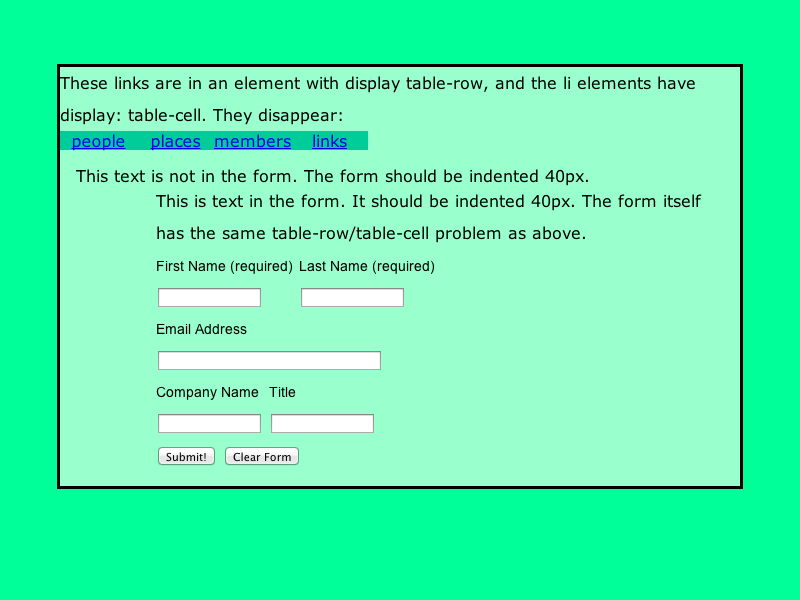 These links are in an element with display table-row, and the li elements have
display: table-cell. They disappear:
people places members links
This text is not in the form. The form should be indented 40px.
This is text in the form. It should be indented 40px. The form itself
has the same table-row/table-cell problem as above.
First Name (required) Last Name (required)
Email Address
Company Name Title
Submit! Clear Form